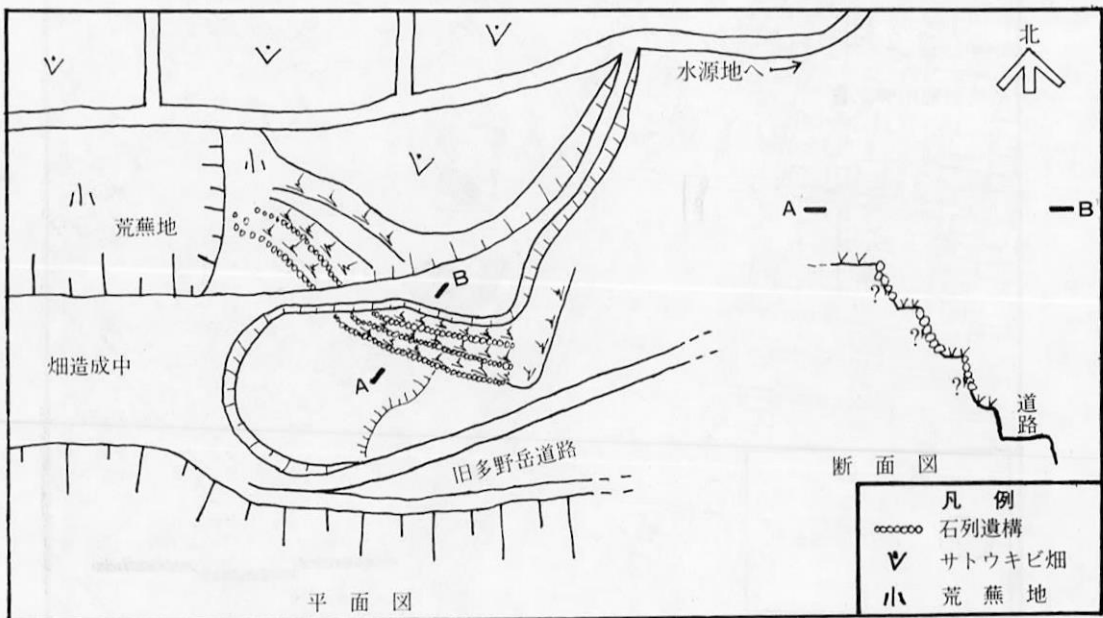 北
水源地へ→
荒蕪地
A
B
B
A
畑造成中
旧多野岳道路
道路
断面図
平面図
凡例
石列遺構
サトウキビ畑
荒蕪地